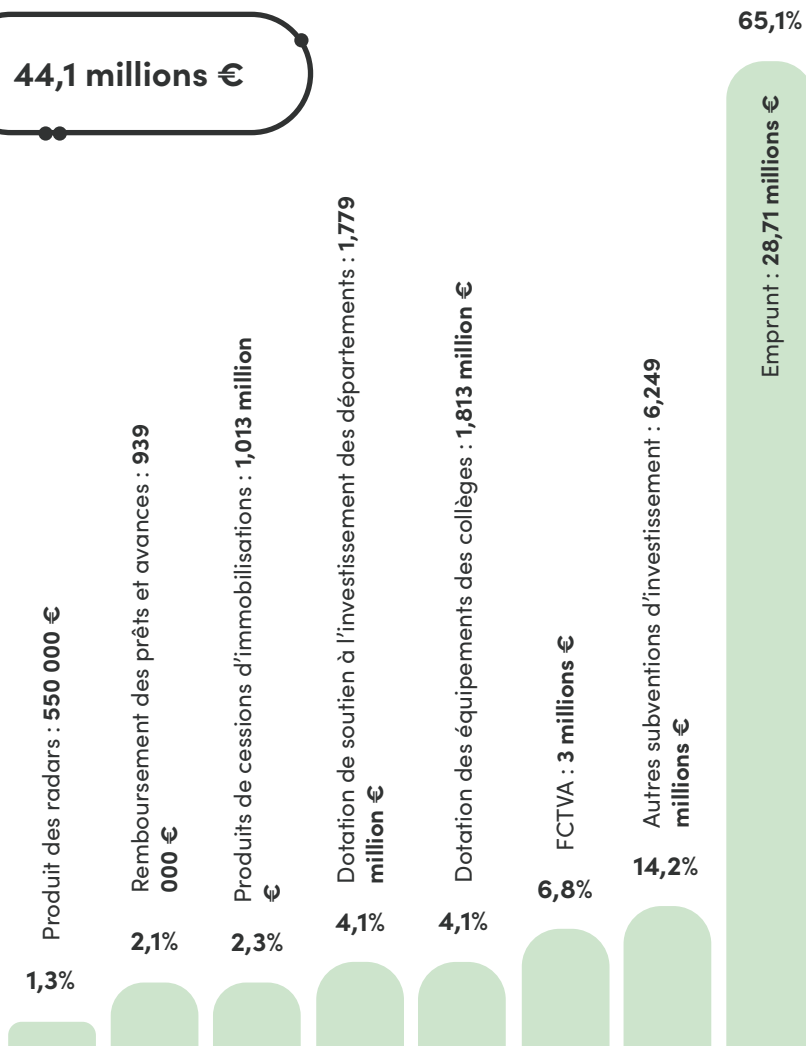 44,1 millions €
Produit des radars : 550 000 €
1,3%
Remboursement des prêts et avances : 939
000 €
2,1%
Produits de cessions d’immobilisations : 1,013 million
€
2,3%
Dotation de soutien à l’investissement des départements : 1,779
million €
4,1%
Dotation des équipements des collèges : 1,813 million €
4,1%
FCTVA : 3 millions €
6,8%
Autres subventions d’investissement : 6,249
millions €
14,2%
65,1%
Emprunt : 28,71 millions €